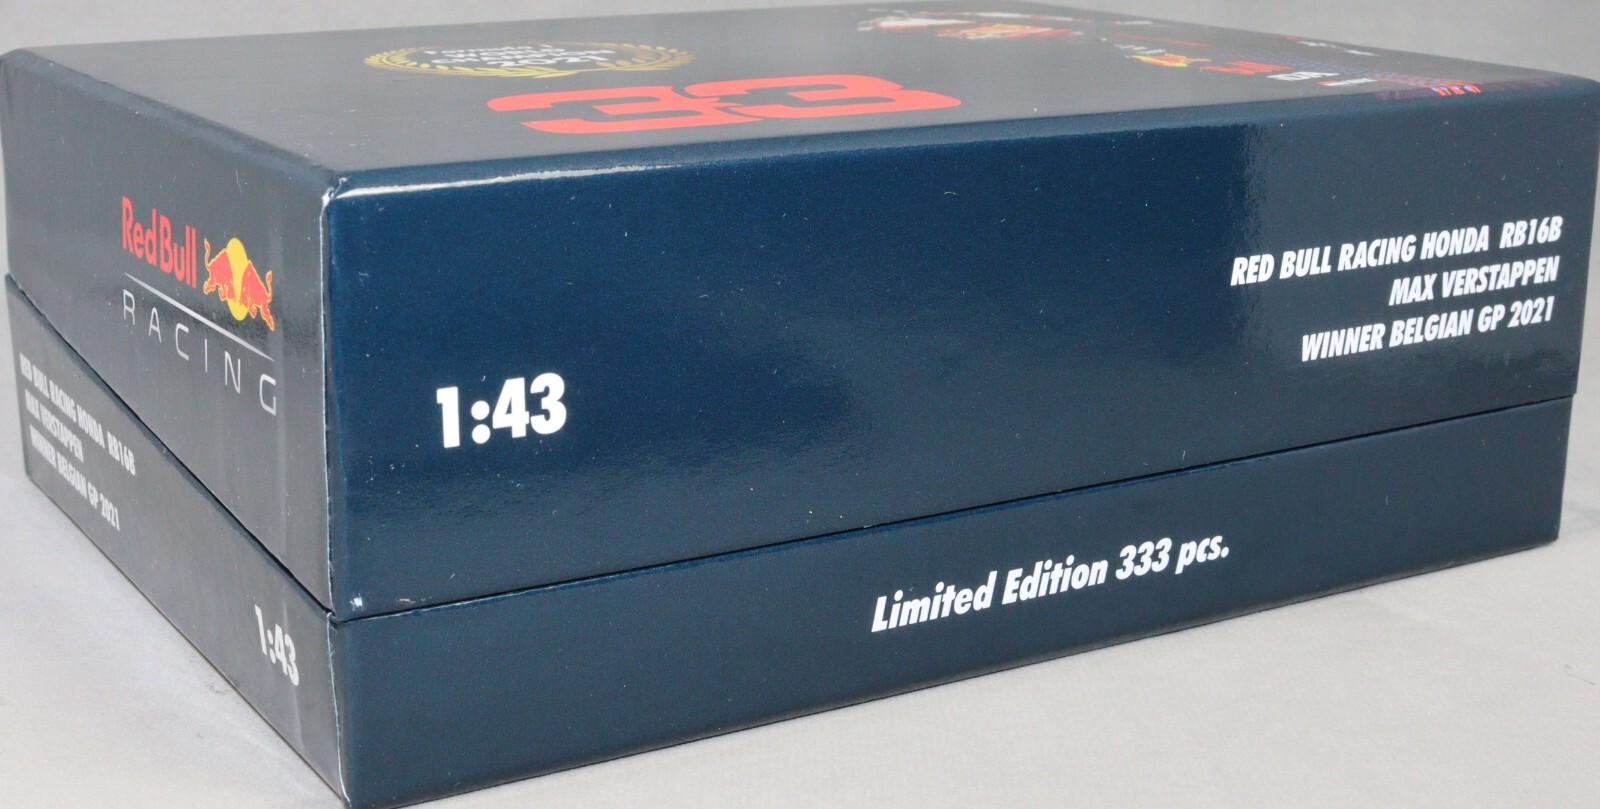 33
Red Bull
RACING
RED BULL RACING HONDA RB16B
MAX VERSTAPPEN
WINNER BELGIAN GP 2021
1:43
1:43
RED BULL RACING HONDA RB16B
MAX VERSTAPPEN
WINNER BELGIAN GP 2021
Limited Edition 333 pcs.